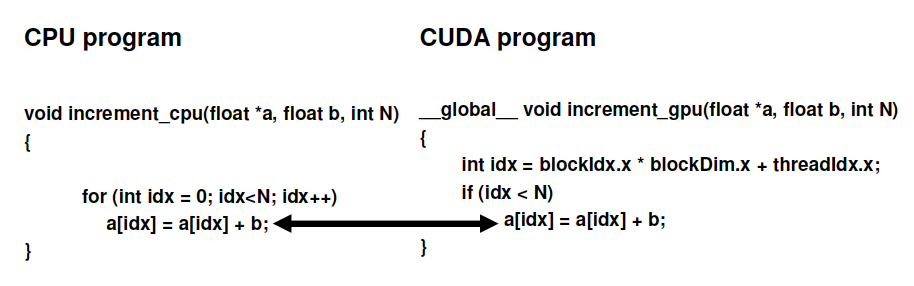 CPU program
void increment_cpu(float *a, float b, int N)
{
for (int idx = 0; idx<N; idx++)
a[idx] = a[idx] + b;
}
CUDA program
__global__ void increment_gpu(float *a, float b, int N)
{
int idx = blockIdx.x * blockDim.x + threadIdx.x;
if (idx < N)
a[idx] = a[idx] + b;
}